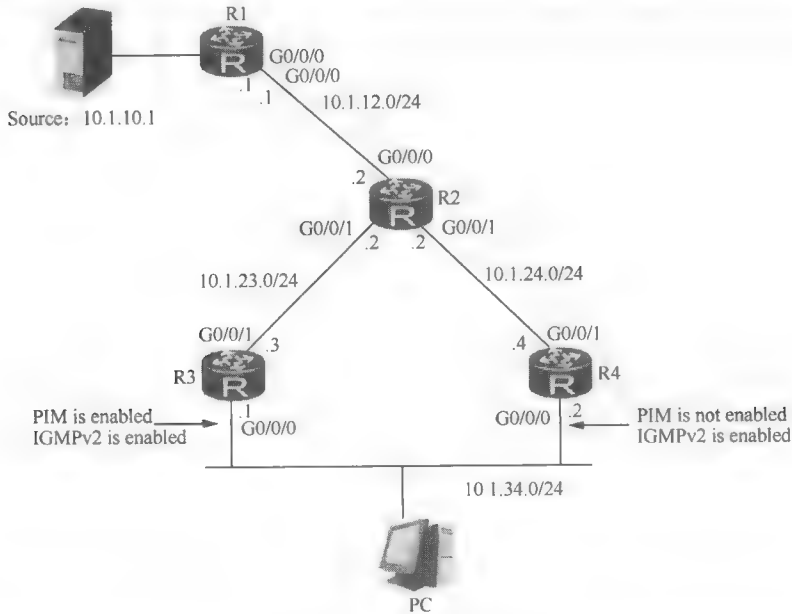 R1
R
G0/0/0
G0/0/0
.1
.1
10.1.12.0/24
Source: 10.1.10.1
G0/0/0
.2
R2
R
G0/0/1
.2
.2
G0/0/1
10.1.23.0/24
10.1.24.0/24
G0/0/1
.3
.4
G0/0/1
R3
R
R
R4
PIM is enabled
IGMPv2 is enabled
.1
G0/0/0
G0/0/0
.2
PIM is not enabled
IGMPv2 is enabled
10 1.34.0/24
PC